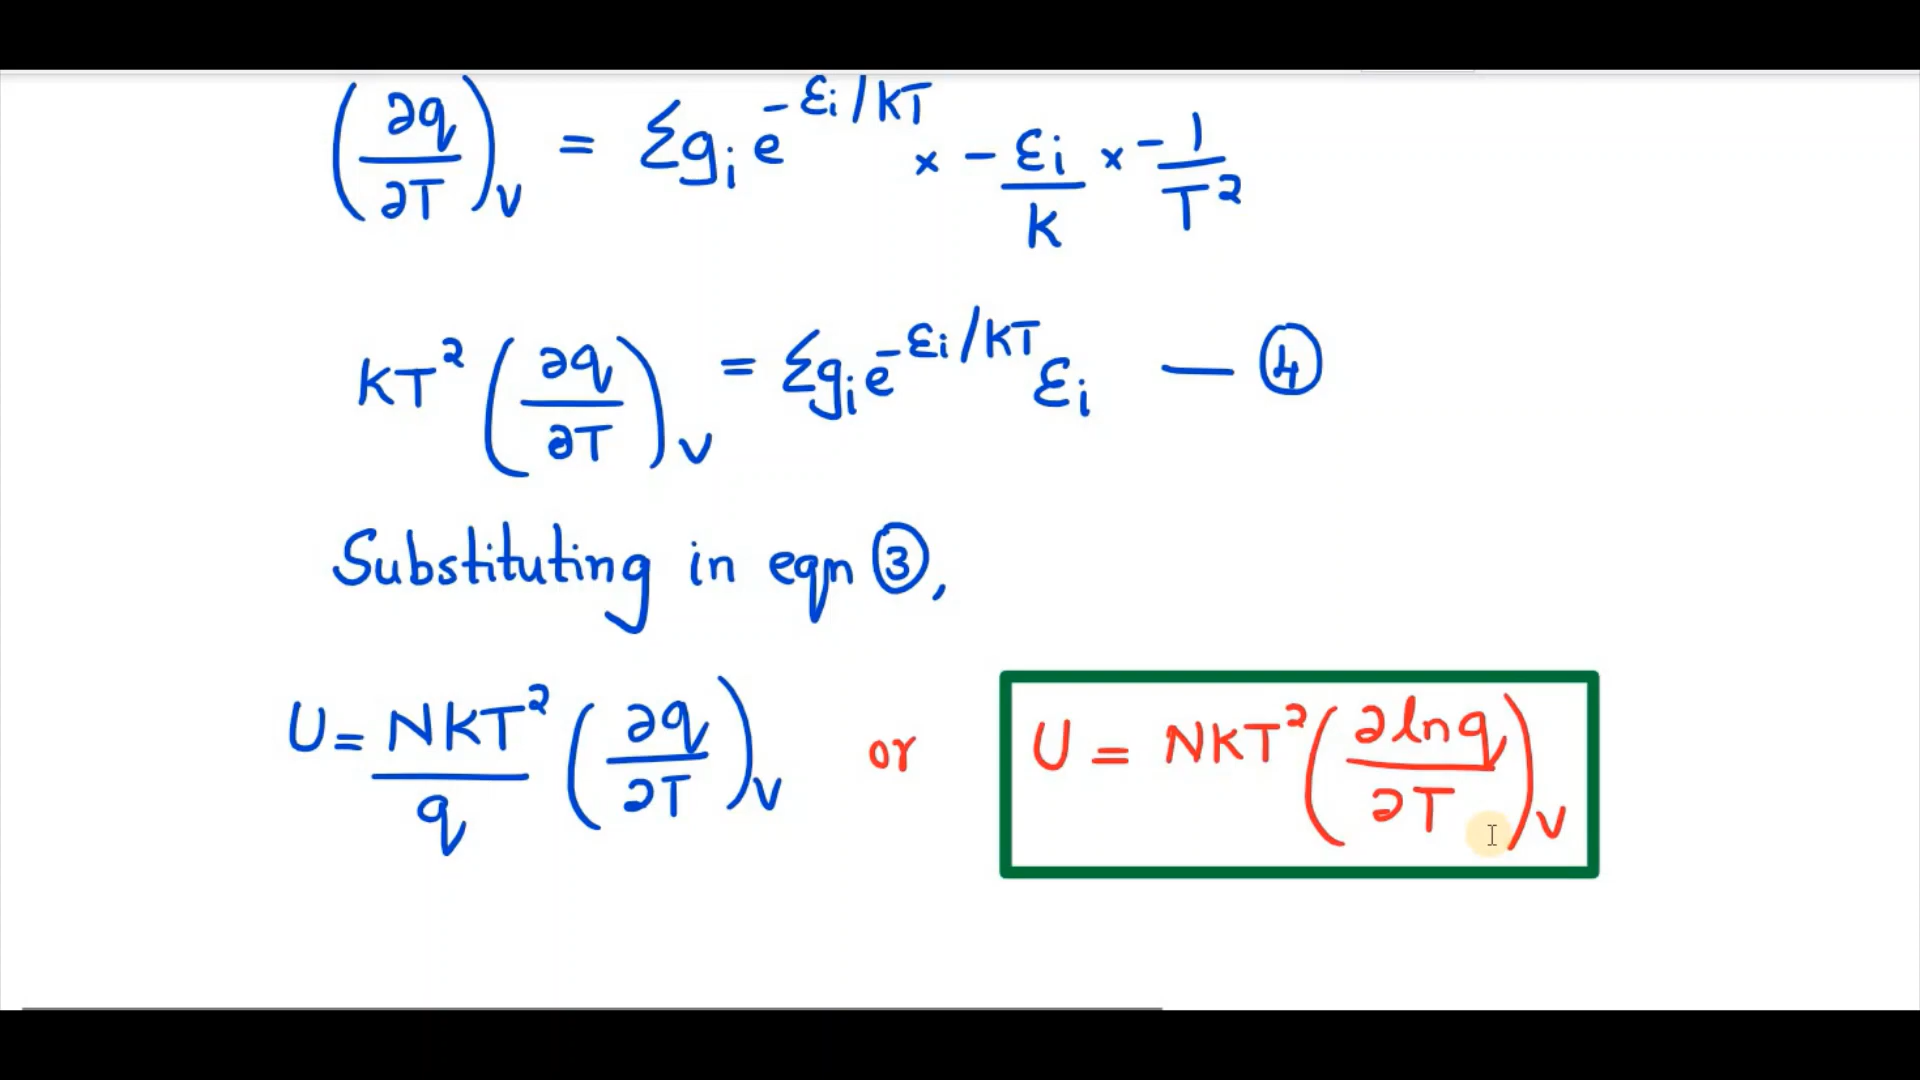 (∂q/∂T)v = Σgᵢ e^(-εᵢ/kT) × -εᵢ/k × -1/T²
KT² (∂q/∂T)v = Σgᵢe^(-εᵢ/kT) εᵢ — ④
Substituting in eqn ③,
U = NKT²/q (∂q/∂T)v or U = NKT² (∂lnq/∂T)v